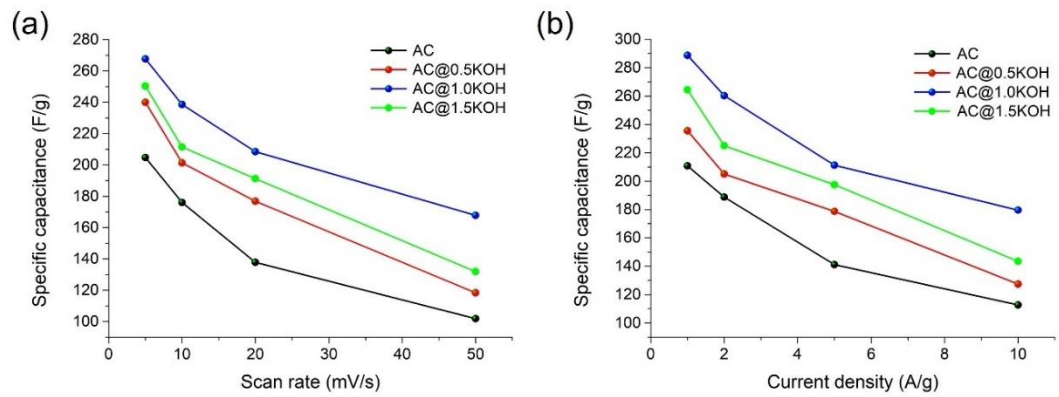 (a)
Specific capacitance (F/g)
280
260
240
220
200
180
160
140
120
100
0
10
20
30
40
50
Scan rate (mV/s)
AC
AC@0.5KOH
AC@1.0KOH
AC@1.5KOH
(b)
Specific capacitance (F/g)
300
280
260
240
220
200
180
160
140
120
100
0
2
4
6
8
10
Current density (A/g)
AC
AC@0.5KOH
AC@1.0KOH
AC@1.5KOH